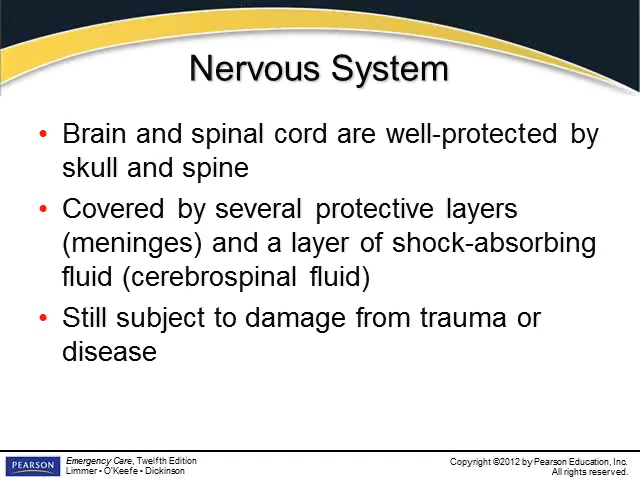 Nervous System
• Brain and spinal cord are well-protected by
skull and spine
• Covered by several protective layers
(meninges) and a layer of shock-absorbing
fluid (cerebrospinal fluid)
• Still subject to damage from trauma or
disease
PEARSON
Emergency Care, Twelfth Edition
Limmer • O'Keefe • Dickinson
Copyright ©2012 by Pearson Education, Inc.
All rights reserved.